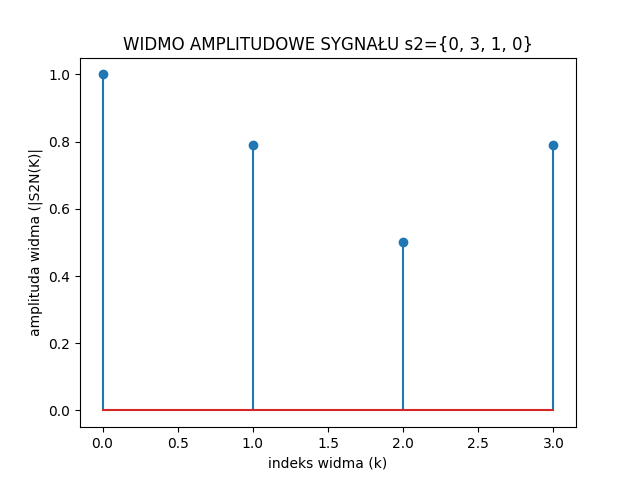 WIDMO AMPLITUDOWE SYGNAŁU s2={0, 3, 1, 0}
amplituda widma (|S2N(K)|
1.0
0.8
0.6
0.4
0.2
0.0
0.0 0.5 1.0 1.5 2.0 2.5 3.0
indeks widma (k)